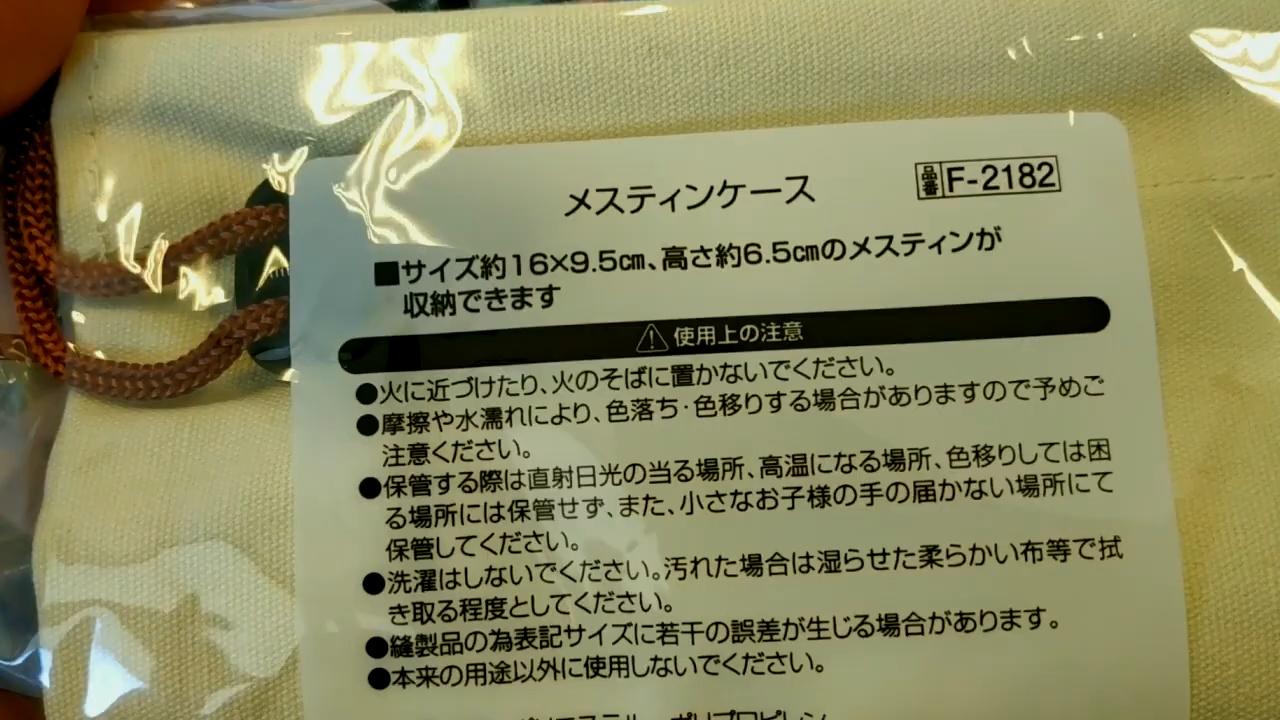 メスティンケース
品番 F-2182
■サイズ約16×9.5㎝、高さ約6.5㎝のメスティンが
収納できます
⚠使用上の注意
●火に近づけたり、火のそばに置かないでください。
●摩擦や水濡れにより、色落ち・色移りする場合がありますので予めご
注意ください。
●保管する際は直射日光の当る場所、高温になる場所、色移りしては困
る場所には保管せず、また、小さなお子様の手の届かない場所にて
保管してください。
●洗濯はしないでください。汚れた場合は湿らせた柔らかい布等で拭
き取る程度としてください。
●縫製品の為表記サイズに若干の誤差が生じる場合があります。
●本来の用途以外に使用しないでください。